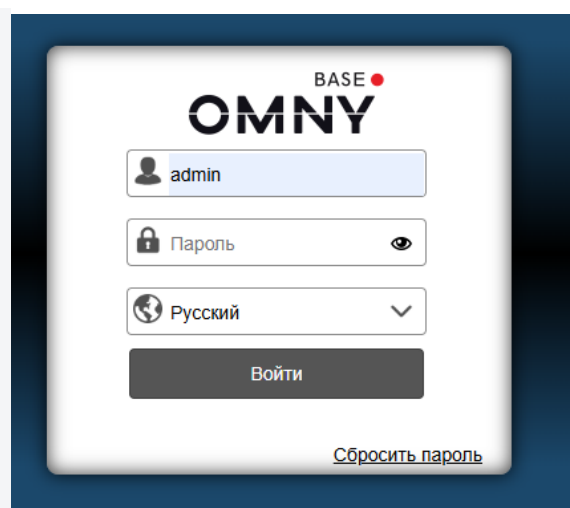 BASE
OMNY
admin
Пароль
Русский
Войти
Сбросить пароль